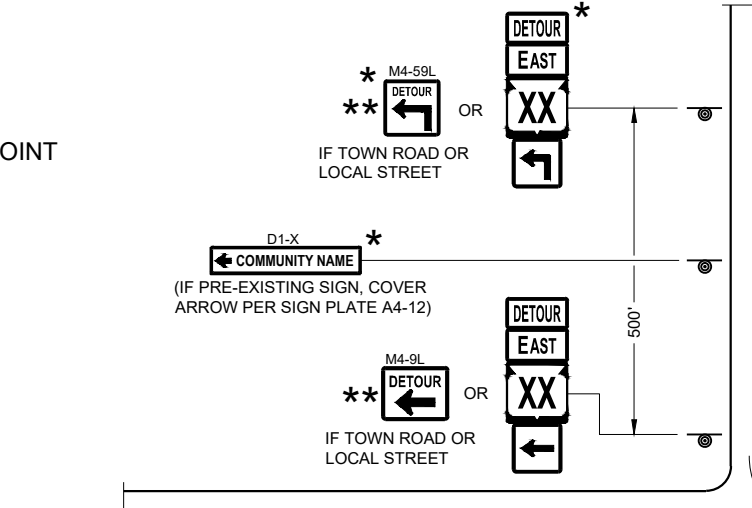 DETOUR *
EAST
* M4-59L
DETOUR
**
OR
XX
OINT
IF TOWN ROAD OR
LOCAL STREET
D1-X *
COMMUNITY NAME
(IF PRE-EXISTING SIGN, COVER
ARROW PER SIGN PLATE A4-12)
DETOUR
500'
EAST
M4-9L
DETOUR
**
OR
XX
IF TOWN ROAD OR
LOCAL STREET